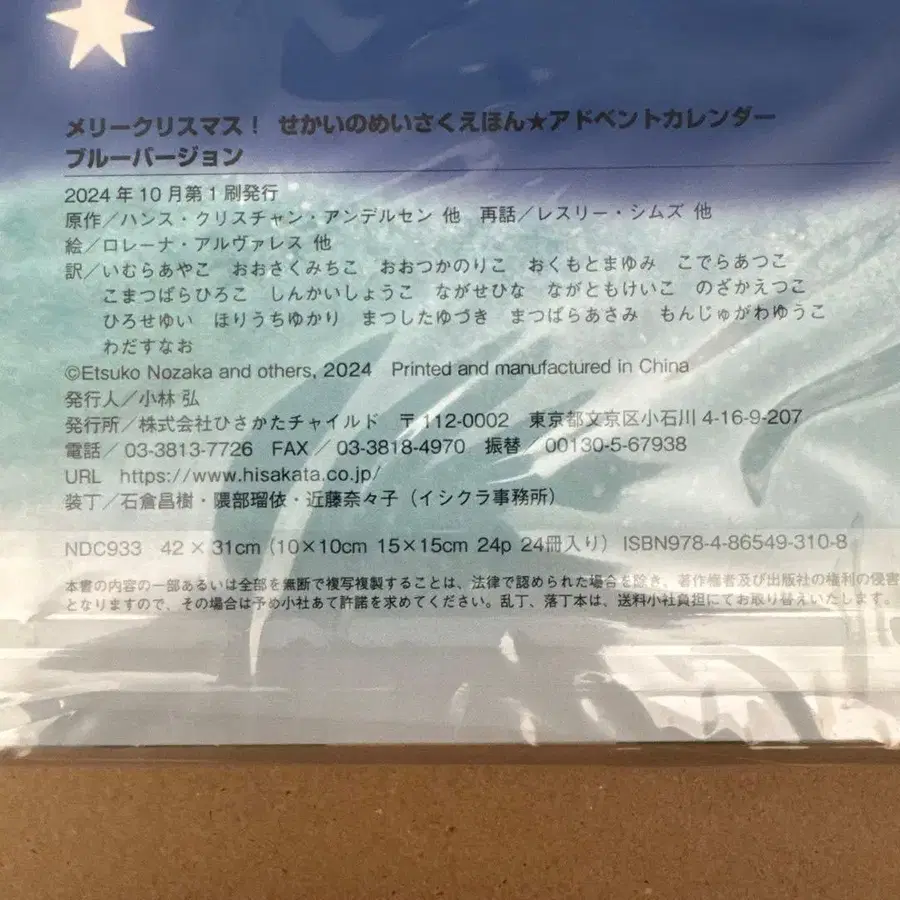 メリークリスマス！ せかいのめいさくえほん★アドベントカレンダー
ブルーバージョン
2024年10月第1刷発行
原作／ハンス・クリスチャン・アンデルセン 他　再話／レスリー・シムズ 他
絵／ロレーナ・アルヴァレス 他
訳／いむらあやこ　おおさくみちこ　おおつかのりこ　おくもとまゆみ　こでらあつこ
こまつばらひろこ　しんかいしょうこ　ながせひな　ながともけいこ　のざかえつこ
ひろせゆい　ほりうちゆかり　まつしたゆづき　まつばらあさみ　もんじゅがわゆうこ
わだすなお
©Etsuko Nozaka and others, 2024　Printed and manufactured in China
発行人／小林 弘
発行所／株式会社ひさかたチャイルド　〒112-0002　東京都文京区小石川 4-16-9-207
電話／03-3813-7726　FAX／03-3818-4970　振替／00130-5-67938
URL　https://www.hisakata.co.jp/
装丁／石倉昌樹・隈部瑠依・近藤奈々子（イシクラ事務所）
NDC933　42×31cm（10×10cm 15×15cm 24p 24冊入り）　ISBN978-4-86549-310-8
本書の内容の一部あるいは全部を無断で複写複製することは、法律で認められた場合を除き、著作権者及び出版社の権利の侵害
となりますので、その場合は予め小社あて許諾を求めてください。乱丁、落丁本は、送料小社負担にてお取り替えいたします。